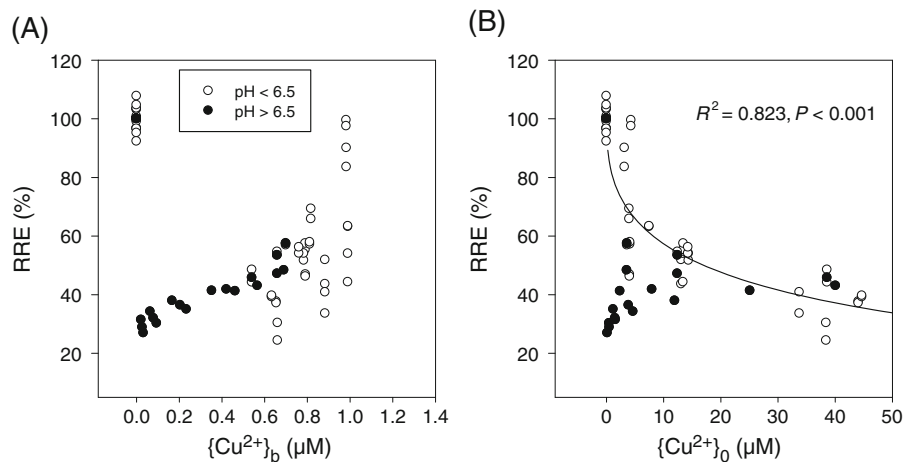 (A)
120
100
80
60
40
20
RRE (%)
pH < 6.5
pH > 6.5
0.0 0.2 0.4 0.6 0.8 1.0 1.2 1.4
{Cu²⁺}b (µM)
(B)
120
100
80
60
40
20
RRE (%)
R² = 0.823, P < 0.001
0 10 20 30 40 50
{Cu²⁺}₀ (µM)